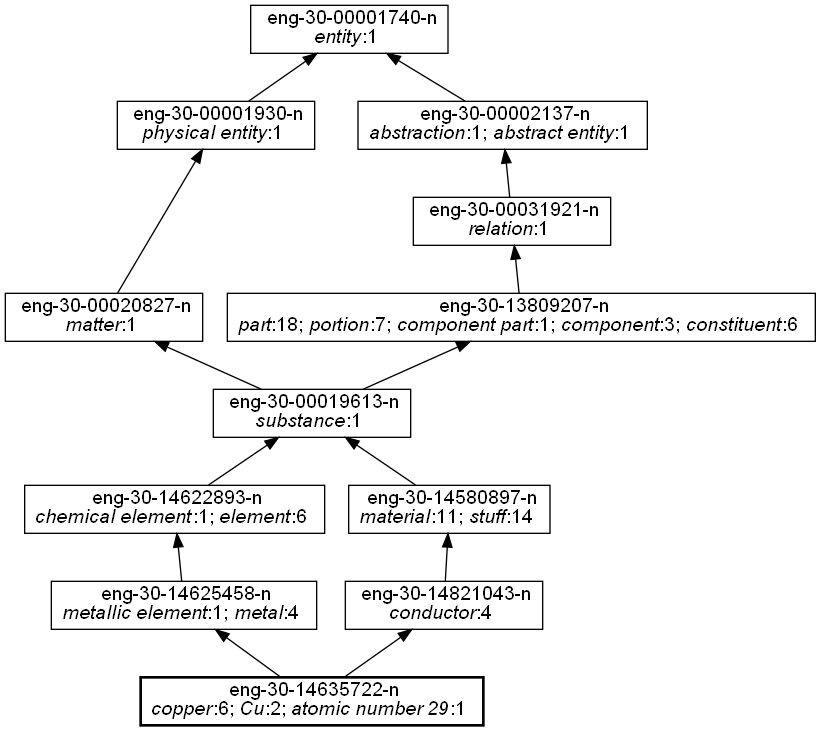 eng-30-00001740-n
entity:1
eng-30-00001930-n
physical entity:1
eng-30-00002137-n
abstraction:1; abstract entity:1
eng-30-00031921-n
relation:1
eng-30-00020827-n
matter:1
eng-30-13809207-n
part:18; portion:7; component part:1; component:3; constituent:6
eng-30-00019613-n
substance:1
eng-30-14622893-n
chemical element:1; element:6
eng-30-14580897-n
material:11; stuff:14
eng-30-14625458-n
metallic element:1; metal:4
eng-30-14821043-n
conductor:4
eng-30-14635722-n
copper:6; Cu:2; atomic number 29:1